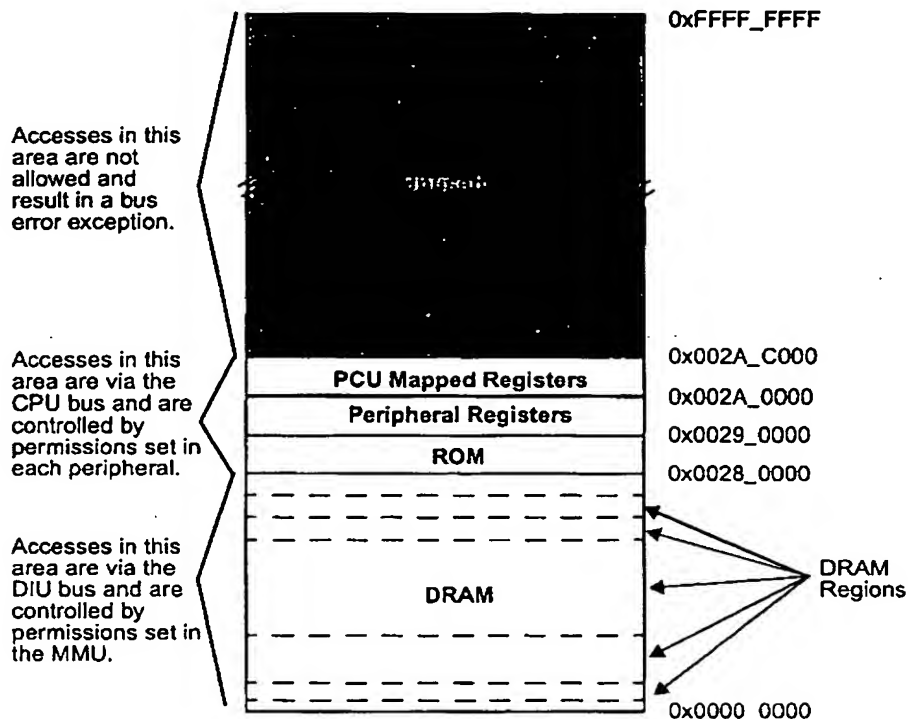 0xFFFF_FFFF
Accesses in this
area are not
allowed and
result in a bus
error exception.
Accesses in this
area are via the
CPU bus and are
controlled by
permissions set in
each peripheral.
PCU Mapped Registers
Peripheral Registers
ROM
0x002A_C000
0x002A_0000
0x0029_0000
0x0028_0000
Accesses in this
area are via the
DIU bus and are
controlled by
permissions set in
the MMU.
DRAM
DRAM
Regions
0x0000_0000